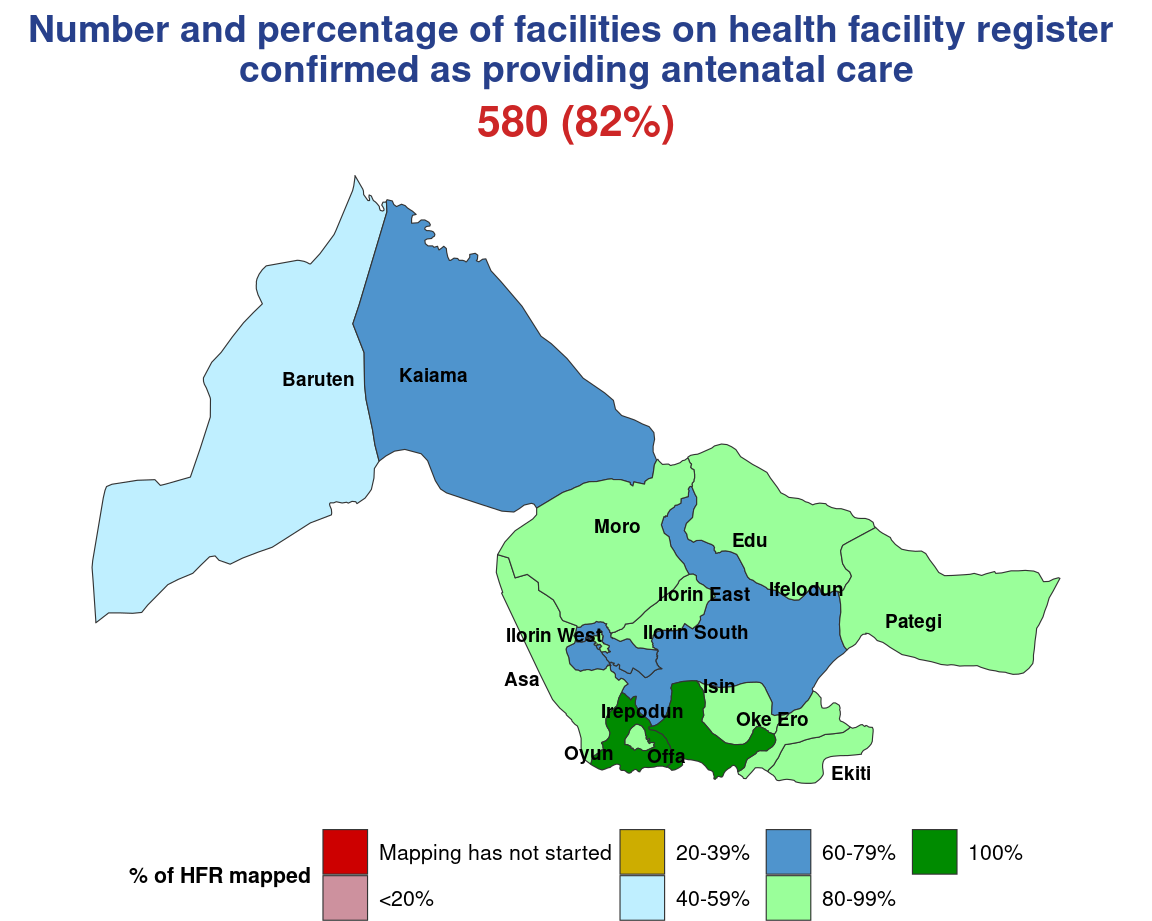 Number and percentage of facilities on health facility register
confirmed as providing antenatal care
580 (82%)
Baruten
Kaiama
Moro
Edu
Ilorin East
Ifelodun
Pategi
Ilorin West
Ilorin South
Asa
Isin
Irepodun
Oke Ero
Oyun
Offa
Ekiti
% of HFR mapped
Mapping has not started
<20%
20-39%
40-59%
60-79%
80-99%
100%